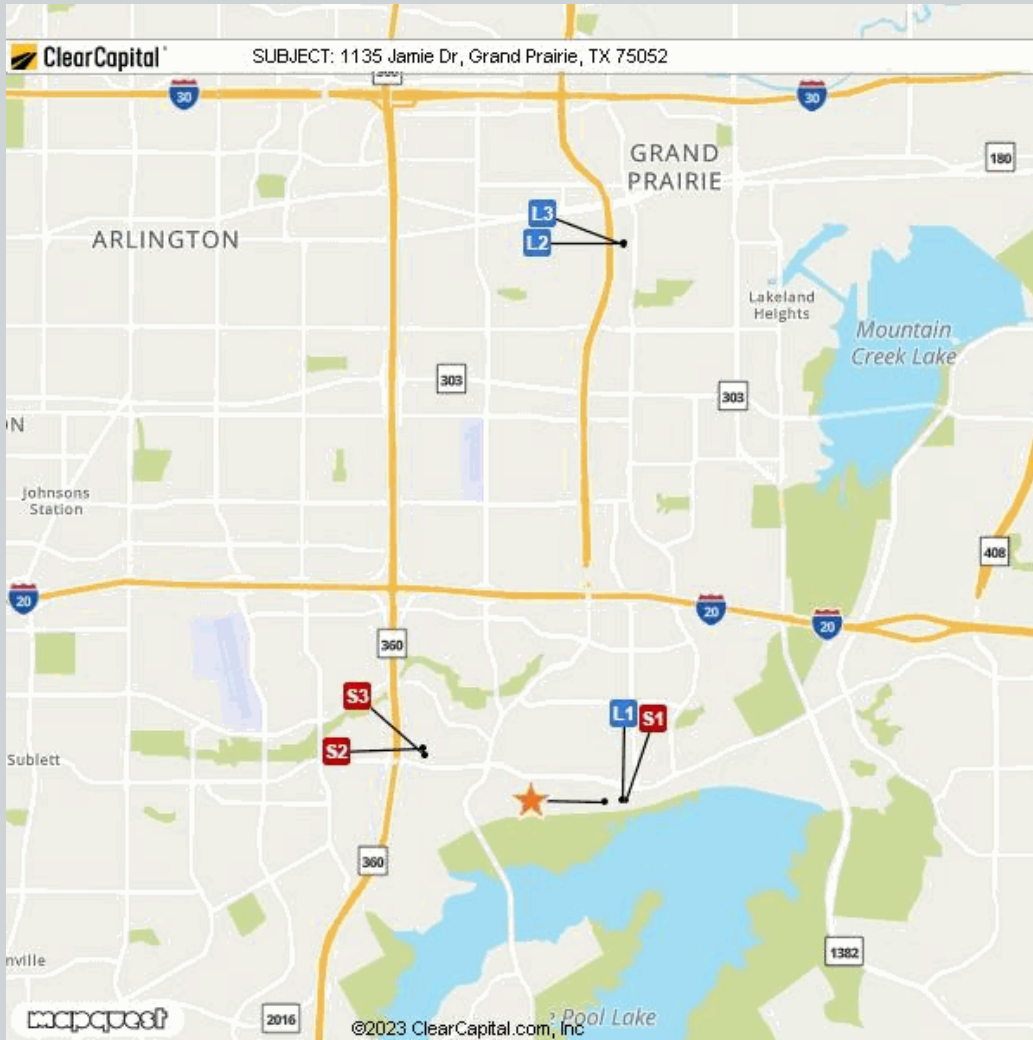 ClearCapital
SUBJECT: 1135 Jamie Dr, Grand Prairie, TX 75052
30
30
GRAND
PRAIRIE
180
L3
L2
ARLINGTON
Lakeland
Heights
Mountain
Creek Lake
303
303
ON
Johnsons
Station
408
20
20
20
360
S3
L1
S1
S2
Sublett
360
1382
nville
mapquest
2016
©2023 ClearCapital.com, Inc
Pool Lake